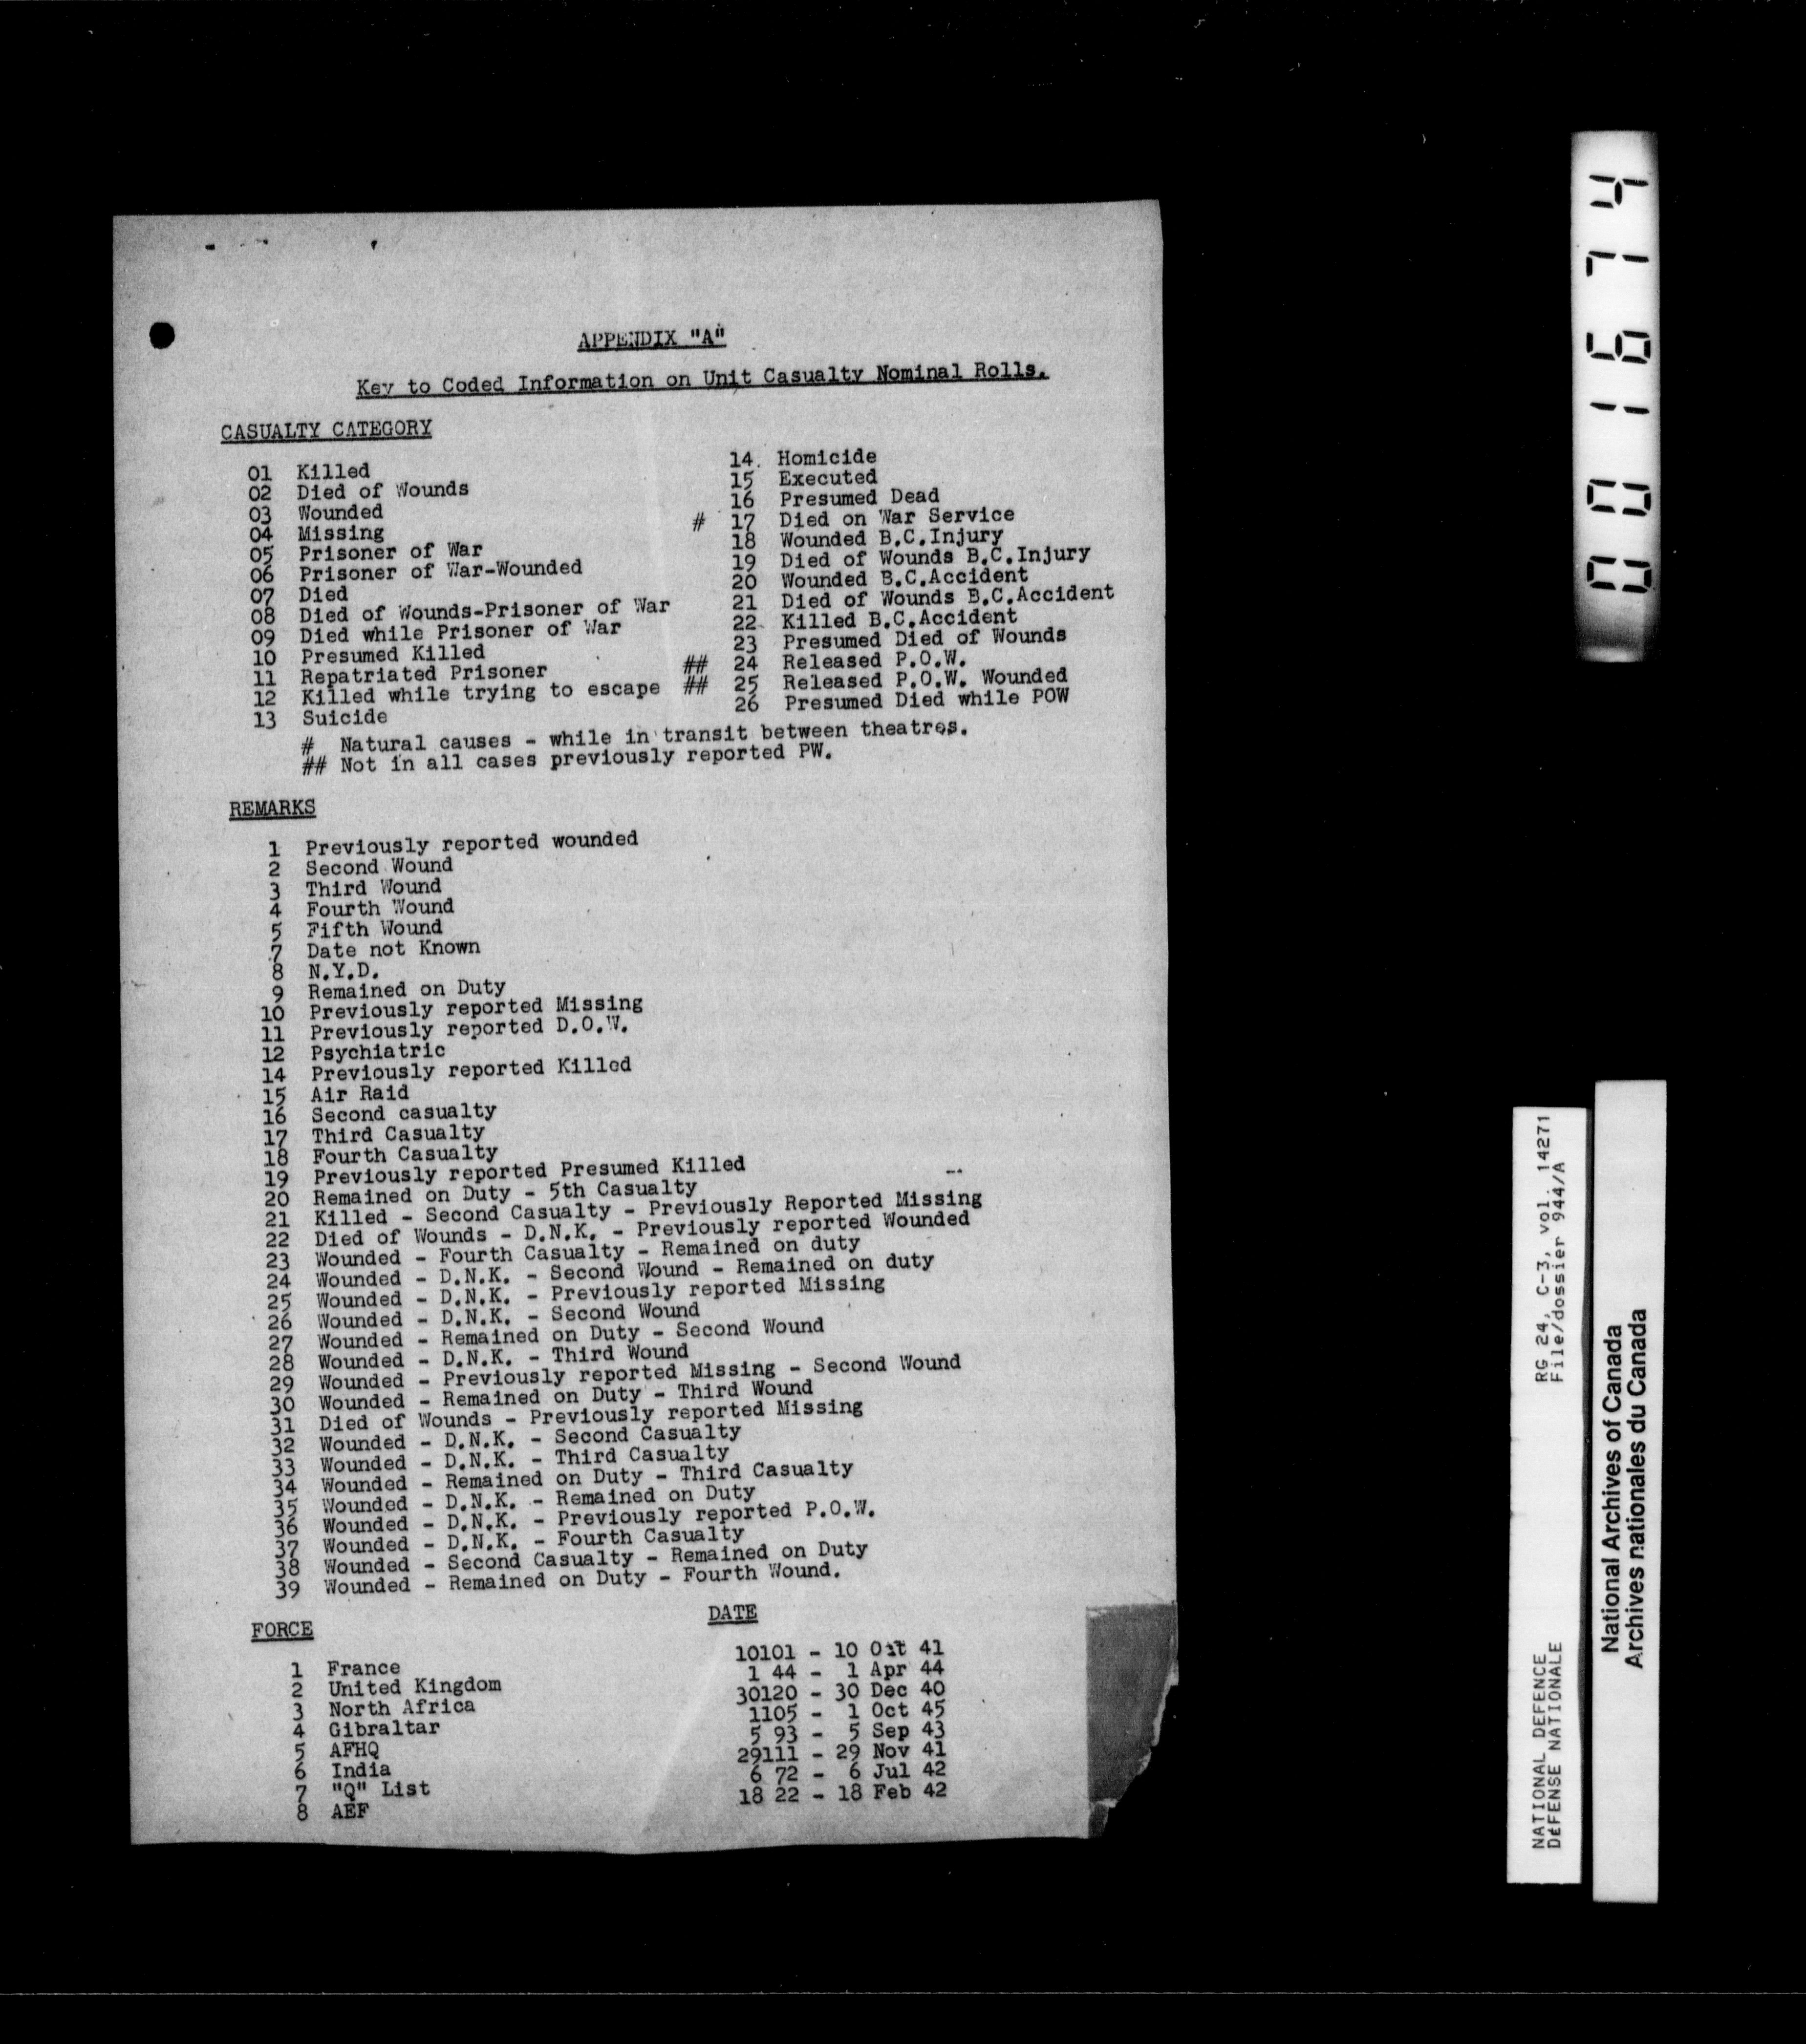 APPENDIX "A"
Key to Coded Information on Unit Casualty Nominal Rolls.
CASUALTY CATEGORY
01 Killed
02 Died of Wounds
03 Wounded
04 Missing
05 Prisoner of War
06 Prisoner of War-Wounded
07 Died
08 Died of Wounds-Prisoner of War
09 Died while Prisoner of War
10 Presumed Killed
11 Repatriated Prisoner
12 Killed while trying to escape
13 Suicide
14. Homicide
15 Executed
16 Presumed Dead
# 17 Died on War Service
18 Wounded B.C.Injury
19 Died of Wounds B.C.Injury
20 Wounded B.C.Accident
21 Died of Wounds B.C.Accident
22 Killed B.C.Accident
23 Presumed Died of Wounds
## 24 Released P.O.W.
## 25 Released P.O.W. Wounded
26 Presumed Died while POW
# Natural causes - while in transit between theatres.
## Not in all cases previously reported PW.
REMARKS
1 Previously reported wounded
2 Second Wound
3 Third Wound
4 Fourth Wound
5 Fifth Wound
7 Date not Known
8 N.Y.D.
9 Remained on Duty
10 Previously reported Missing
11 Previously reported D.O.W.
12 Psychiatric
14 Previously reported Killed
15 Air Raid
16 Second casualty
17 Third Casualty
18 Fourth Casualty
19 Previously reported Presumed Killed
20 Remained on Duty - 5th Casualty
21 Killed - Second Casualty - Previously Reported Missing
22 Died of Wounds - D.N.K. - Previously reported Wounded
23 Wounded - Fourth Casualty - Remained on duty
24 Wounded - D.N.K. - Second Wound - Remained on duty
25 Wounded - D.N.K. - Previously reported Missing
26 Wounded - D.N.K. - Second Wound
27 Wounded - Remained on Duty - Second Wound
28 Wounded - D.N.K. - Third Wound
29 Wounded - Previously reported Missing - Second Wound
30 Wounded - Remained on Duty - Third Wound
31 Died of Wounds - Previously reported Missing
32 Wounded - D.N.K. - Second Casualty
33 Wounded - D.N.K. - Third Casualty
34 Wounded - Remained on Duty - Third Casualty
35 Wounded - D.N.K. - Remained on Duty
36 Wounded - D.N.K. - Previously reported P.O.W.
37 Wounded - D.N.K. - Fourth Casualty
38 Wounded - Second Casualty - Remained on Duty
39 Wounded - Remained on Duty - Fourth Wound.
FORCE
1 France
2 United Kingdom
3 North Africa
4 Gibraltar
5 AFHQ
6 India
7 "Q" List
8 AEF
DATE
10101 - 10 Oct 41
1 44 - 1 Apr 44
30120 - 30 Dec 40
1105 - 1 Oct 45
5 93 - 5 Sep 43
29111 - 29 Nov 41
6 72 - 6 Jul 42
18 22 - 18 Feb 42
001674
NATIONAL DEFENCE RG 24, C-3, vol. 14271
DéFENSE NATIONALE File/dossier 944/A
National Archives of Canada
Archives nationales du Canada